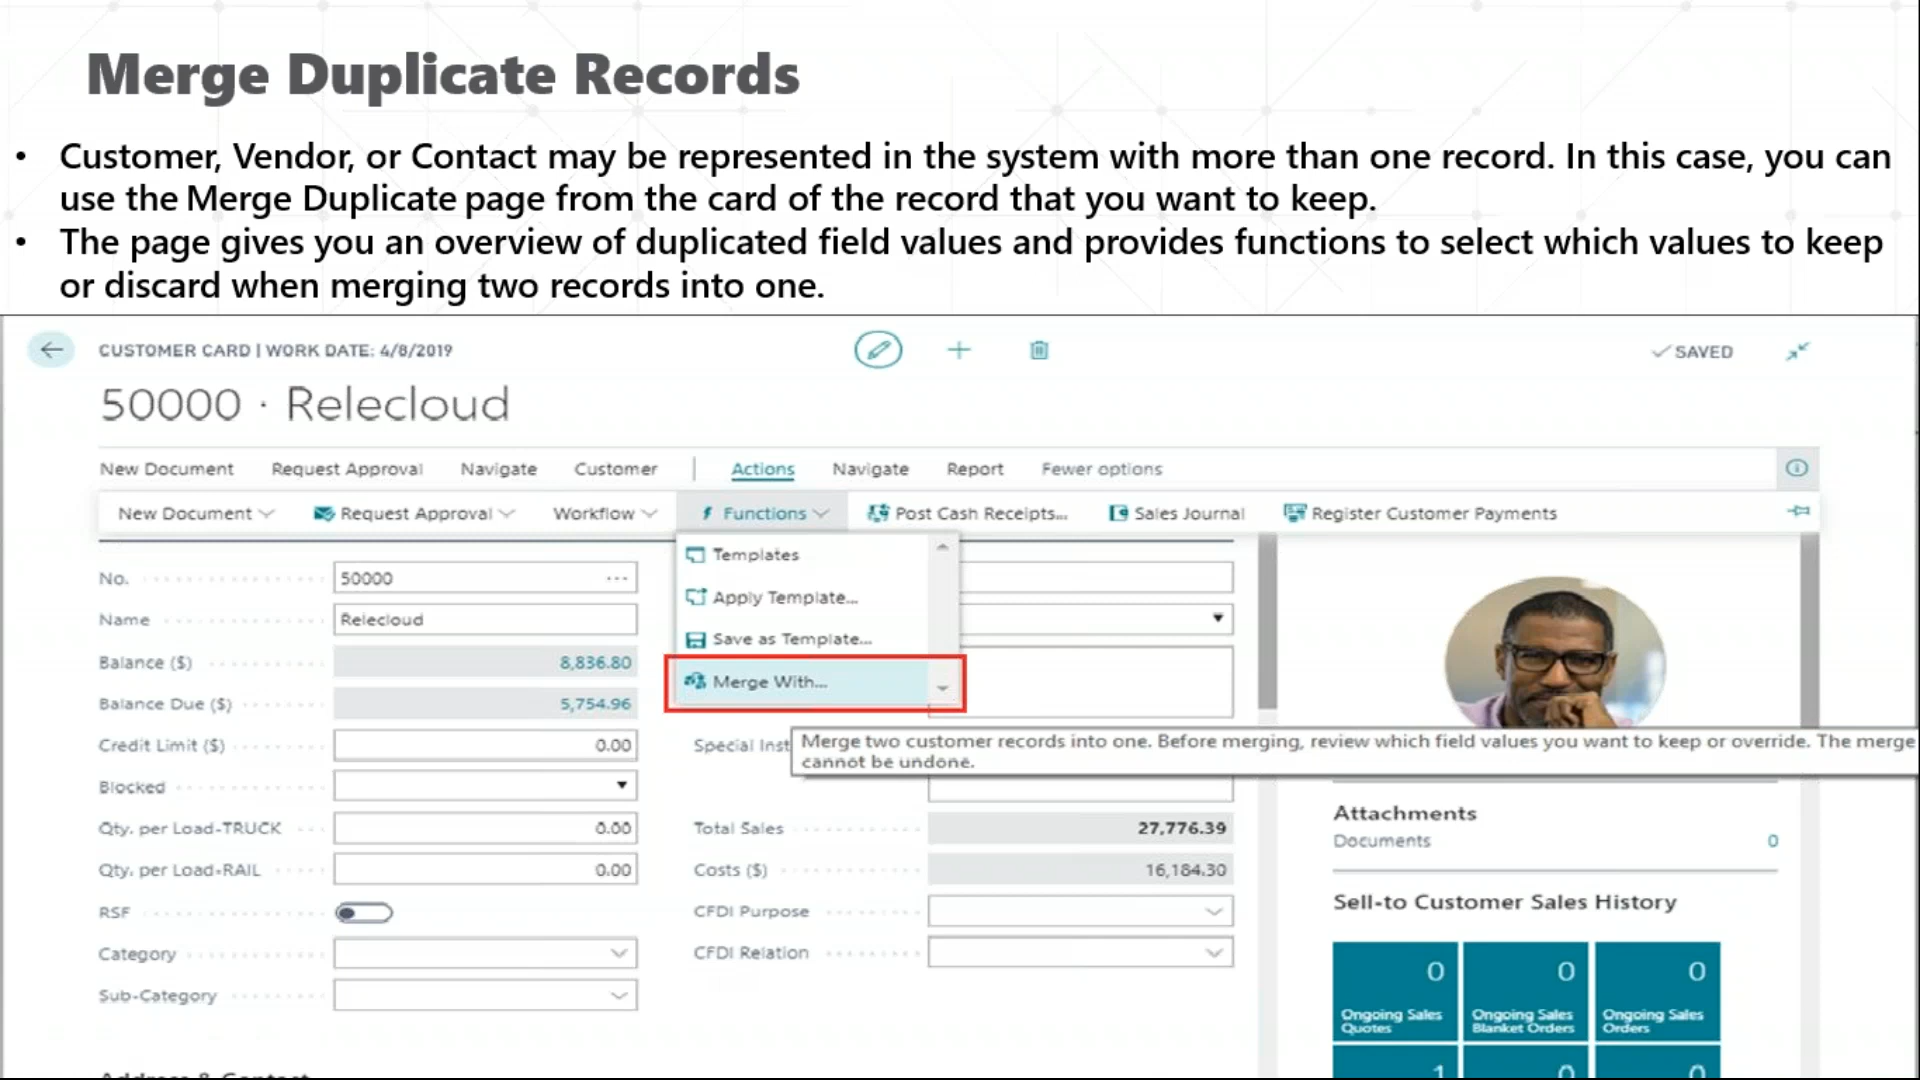 Merge Duplicate Records
• Customer, Vendor, or Contact may be represented in the system with more than one record. In this case, you can
use the Merge Duplicate page from the card of the record that you want to keep.
• The page gives you an overview of duplicated field values and provides functions to select which values to keep
or discard when merging two records into one.
CUSTOMER CARD | WORK DATE: 4/8/2019
SAVED
50000 · Relecloud
New Document Request Approval Navigate Customer | Actions Navigate Report Fewer options
New Document Request Approval Workflow Functions Post Cash Receipts... Sales Journal Register Customer Payments
Templates
Apply Template...
Save as Template...
Merge With...
Merge two customer records into one. Before merging, review which field values you want to keep or override. The merge
cannot be undone.
No. 50000 ...
Name Relecloud
Balance ($) 8,836.80
Balance Due ($) 5,754.96
Credit Limit ($) 0.00
Blocked
Qty. per Load-TRUCK 0.00
Qty. per Load-RAIL 0.00
RSF
Category
Sub-Category
Special Inst
Total Sales 27,776.39
Costs ($) 16,184.30
CFDI Purpose
CFDI Relation
Attachments
Documents 0
Sell-to Customer Sales History
0 0 0
Ongoing Sales Quotes
Ongoing Sales Blanket Orders
Ongoing Sales Orders
1 0 0
Address & Contact